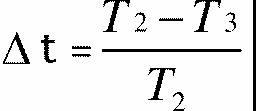 Δt = (T₂ − T₃) / T₂